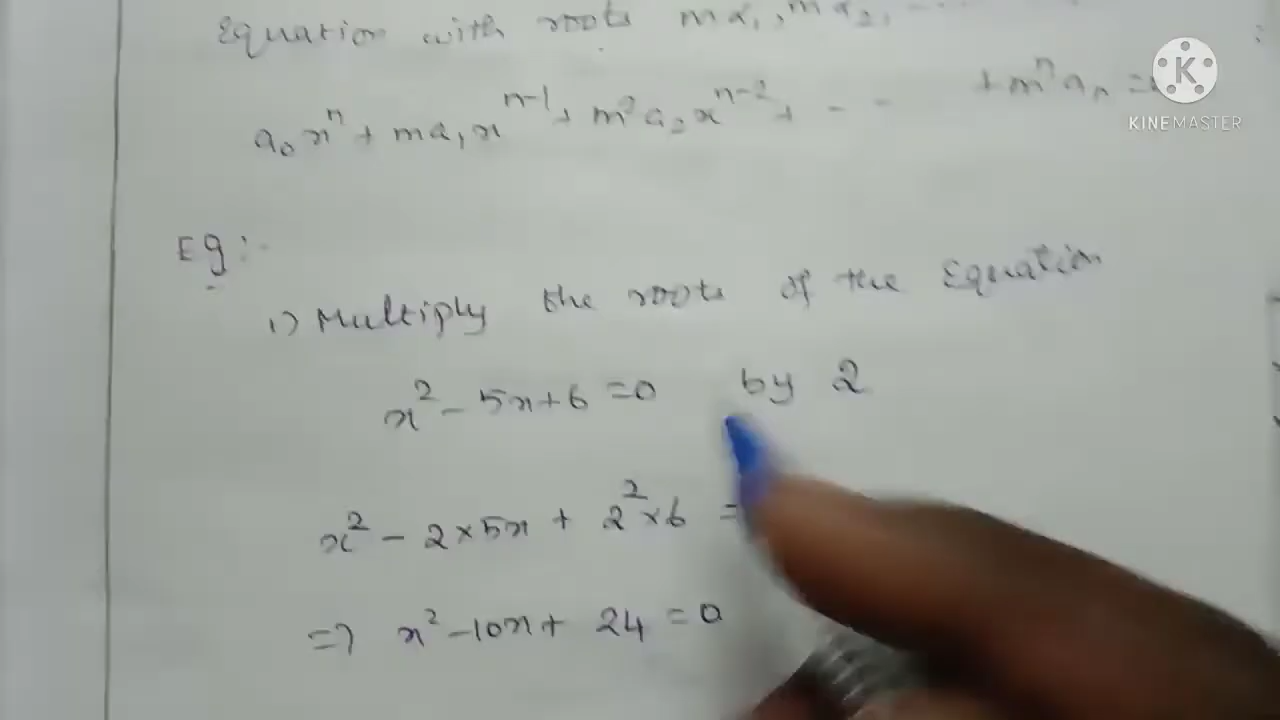 Equation with roots mα₁, mα₂, ....
a₀xⁿ + ma₁xⁿ⁻¹ + m²a₂xⁿ⁻² + - - + mⁿaₙ =
KINEMASTER
Eg:-
1) Multiply the roots of the Equation
x² - 5x + 6 = 0 by 2
x² - 2×5x + 2²×6 =
=> x² - 10x + 24 = 0